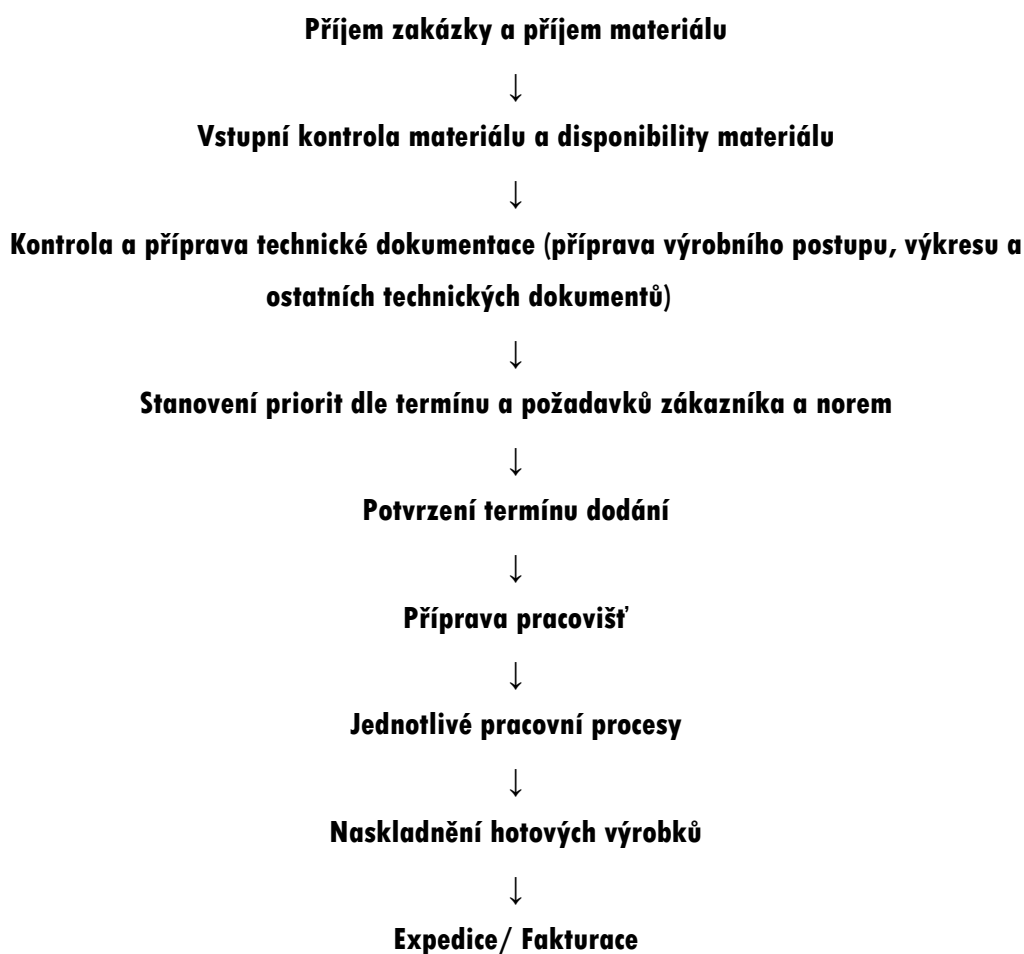 Příjem zakázky a příjem materiálu
↓
Vstupní kontrola materiálu a disponibility materiálu
↓
Kontrola a příprava technické dokumentace (příprava výrobního postupu, výkresu a
ostatních technických dokumentů)
↓
Stanovení priorit dle termínu a požadavků zákazníka a norem
↓
Potvrzení termínu dodání
↓
Příprava pracovišť
↓
Jednotlivé pracovní procesy
↓
Naskladnění hotových výrobků
↓
Expedice/ Fakturace